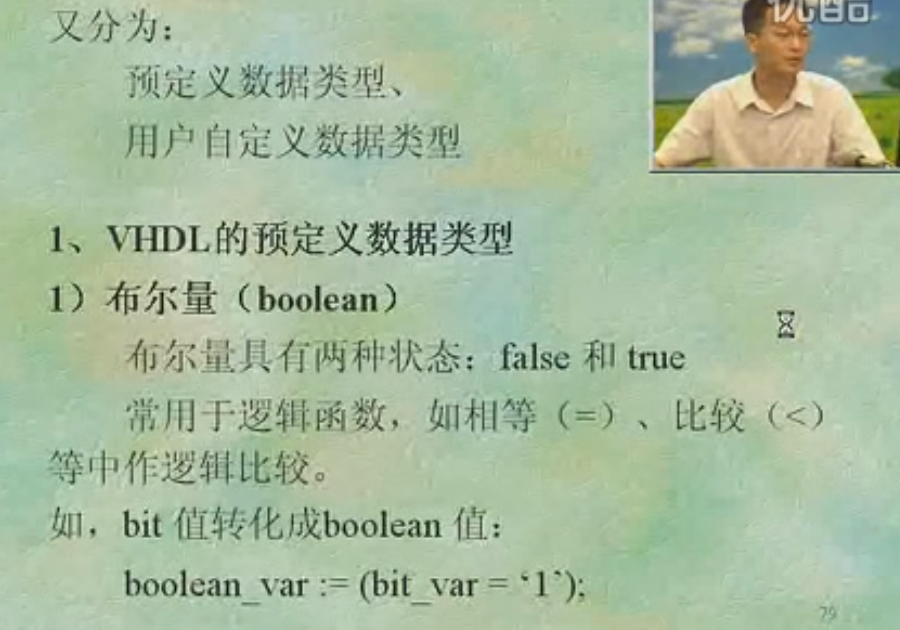 优酷
又分为：
预定义数据类型、
用户自定义数据类型
1、VHDL的预定义数据类型
1）布尔量（boolean）
布尔量具有两种状态：false 和 true
常用于逻辑函数，如相等（=）、比较（<）
等中作逻辑比较。
如，bit 值转化成boolean 值：
boolean_var := (bit_var = ‘1’);
79